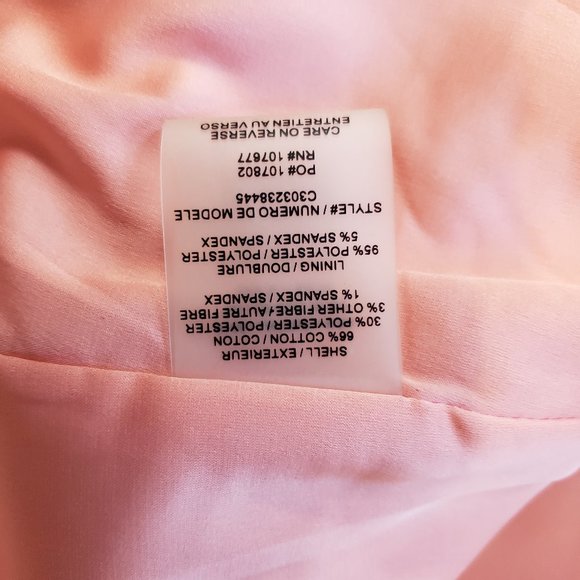 SHELL / EXTERIEUR
66% COTTON / COTON
30% POLYESTER / POLYESTER
3% OTHER FIBRE / AUTRE FIBRE
1% SPANDEX / SPANDEX
LINING / DOUBLURE
95% POLYESTER / POLYESTER
5% SPANDEX / SPANDEX
STYLE# / NUMERO DE MODELE
C303238445
PO# 107802
RN# 107677
CARE ON REVERSE
ENTRETIEN AU VERSO